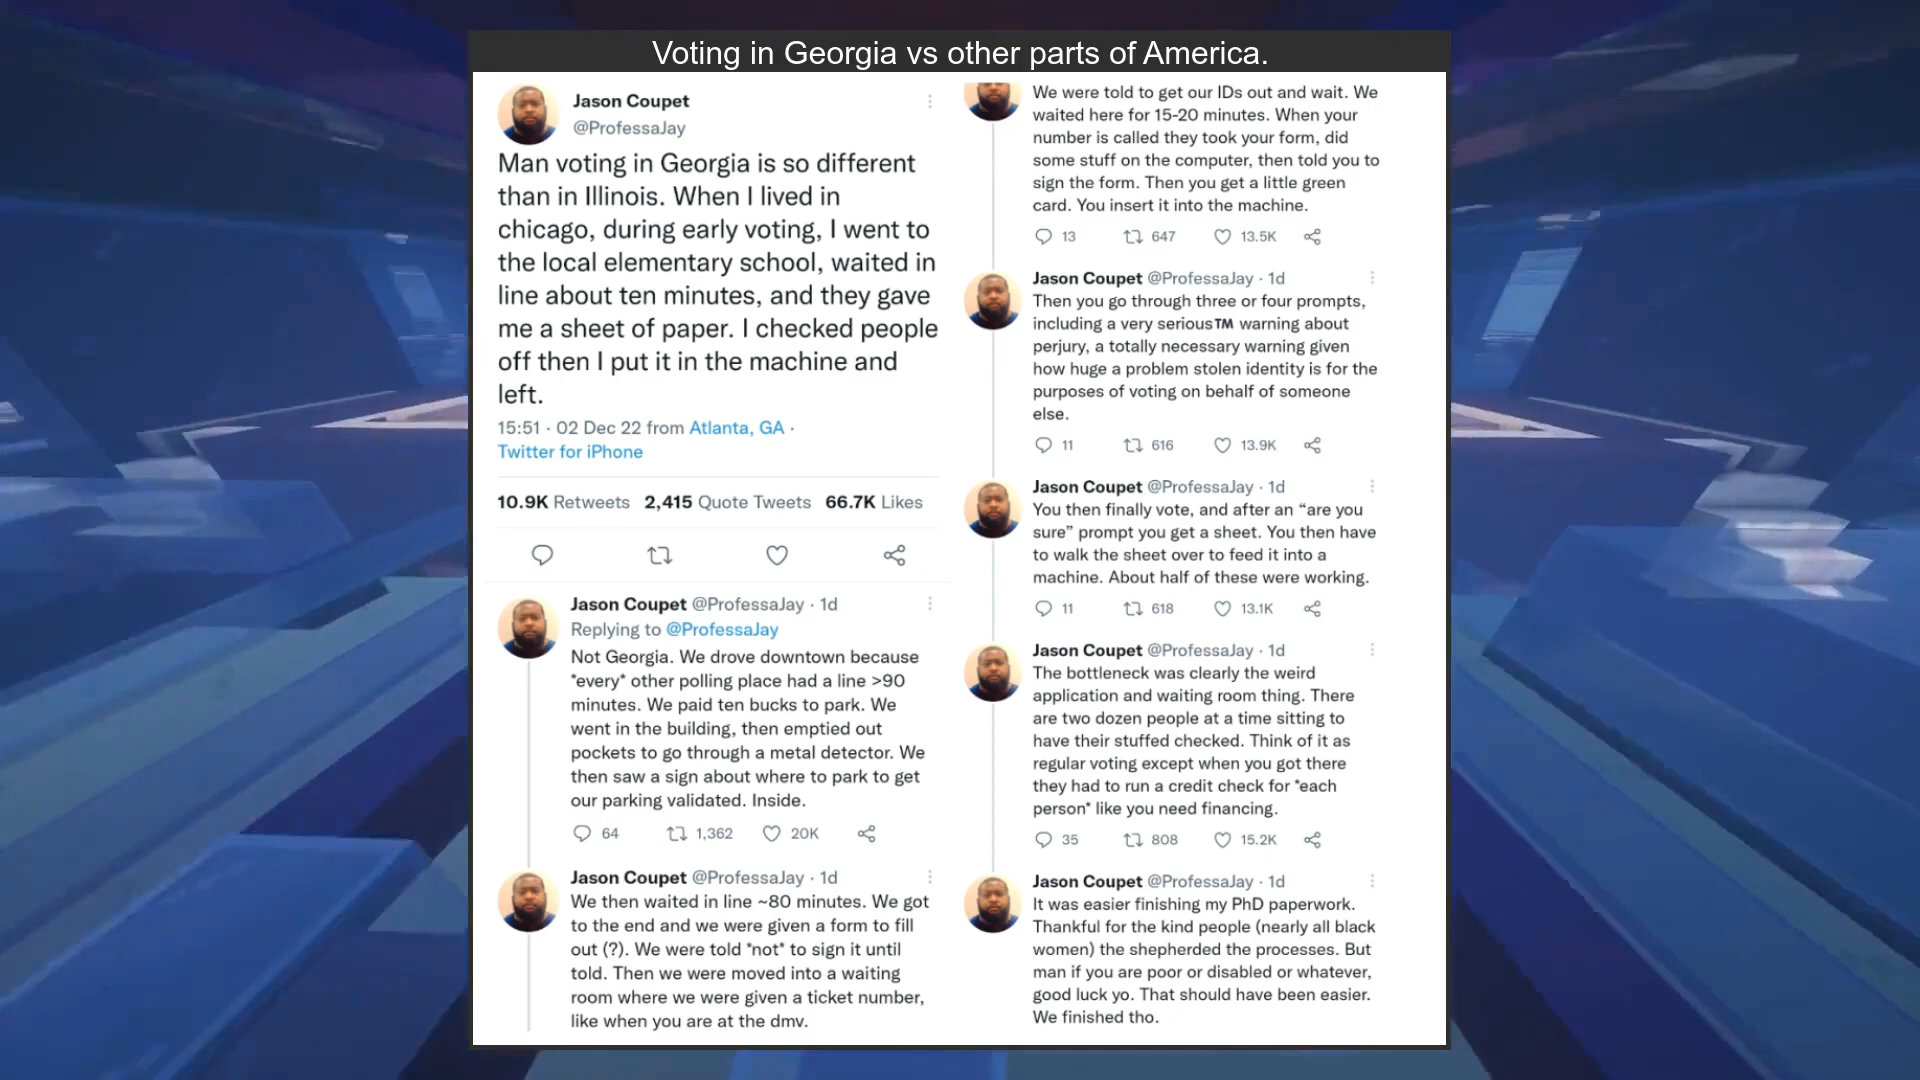 Voting in Georgia vs other parts of America.
Jason Coupet
@ProfessaJay
Man voting in Georgia is so different
than in Illinois. When I lived in
chicago, during early voting, I went to
the local elementary school, waited in
line about ten minutes, and they gave
me a sheet of paper. I checked people
off then I put it in the machine and
left.
15:51 · 02 Dec 22 from Atlanta, GA ·
Twitter for iPhone
10.9K Retweets 2,415 Quote Tweets 66.7K Likes
Jason Coupet @ProfessaJay · 1d
Replying to @ProfessaJay
Not Georgia. We drove downtown because
*every* other polling place had a line >90
minutes. We paid ten bucks to park. We
went in the building, then emptied out
pockets to go through a metal detector. We
then saw a sign about where to park to get
our parking validated. Inside.
64 1,362 20K
Jason Coupet @ProfessaJay · 1d
We then waited in line ~80 minutes. We got
to the end and we were given a form to fill
out (?). We were told *not* to sign it until
told. Then we were moved into a waiting
room where we were given a ticket number,
like when you are at the dmv.
We were told to get our IDs out and wait. We
waited here for 15-20 minutes. When your
number is called they took your form, did
some stuff on the computer, then told you to
sign the form. Then you get a little green
card. You insert it into the machine.
13 647 13.5K
Jason Coupet @ProfessaJay · 1d
Then you go through three or four prompts,
including a very serious™ warning about
perjury, a totally necessary warning given
how huge a problem stolen identity is for the
purposes of voting on behalf of someone
else.
11 616 13.9K
Jason Coupet @ProfessaJay · 1d
You then finally vote, and after an “are you
sure” prompt you get a sheet. You then have
to walk the sheet over to feed it into a
machine. About half of these were working.
11 618 13.1K
Jason Coupet @ProfessaJay · 1d
The bottleneck was clearly the weird
application and waiting room thing. There
are two dozen people at a time sitting to
have their stuffed checked. Think of it as
regular voting except when you got there
they had to run a credit check for *each
person* like you need financing.
35 808 15.2K
Jason Coupet @ProfessaJay · 1d
It was easier finishing my PhD paperwork.
Thankful for the kind people (nearly all black
women) the shepherded the processes. But
man if you are poor or disabled or whatever,
good luck yo. That should have been easier.
We finished tho.